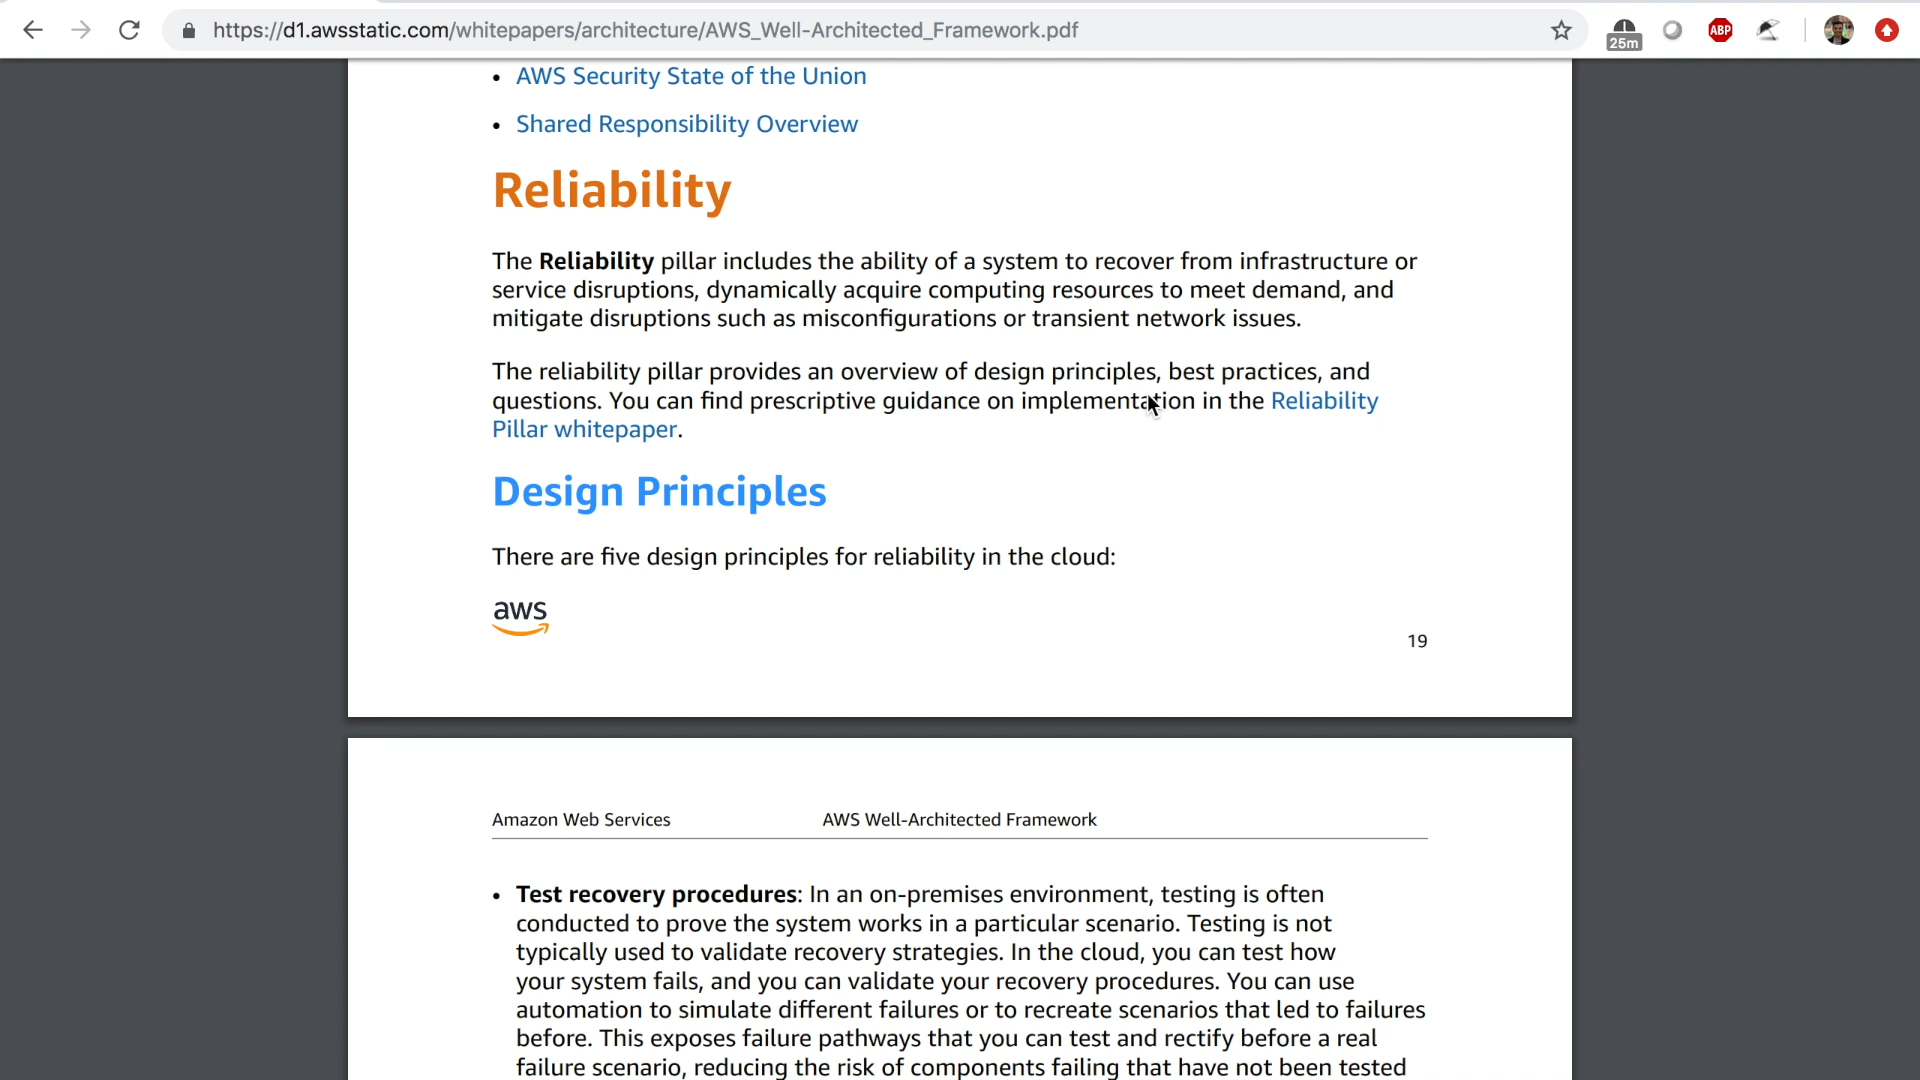 https://d1.awsstatic.com/whitepapers/architecture/AWS_Well-Architected_Framework.pdf
25m
ABP
• AWS Security State of the Union
• Shared Responsibility Overview
Reliability
The Reliability pillar includes the ability of a system to recover from infrastructure or
service disruptions, dynamically acquire computing resources to meet demand, and
mitigate disruptions such as misconfigurations or transient network issues.
The reliability pillar provides an overview of design principles, best practices, and
questions. You can find prescriptive guidance on implementation in the Reliability
Pillar whitepaper.
Design Principles
There are five design principles for reliability in the cloud:
aws
19
Amazon Web Services AWS Well-Architected Framework
• Test recovery procedures: In an on-premises environment, testing is often
conducted to prove the system works in a particular scenario. Testing is not
typically used to validate recovery strategies. In the cloud, you can test how
your system fails, and you can validate your recovery procedures. You can use
automation to simulate different failures or to recreate scenarios that led to failures
before. This exposes failure pathways that you can test and rectify before a real
failure scenario, reducing the risk of components failing that have not been tested